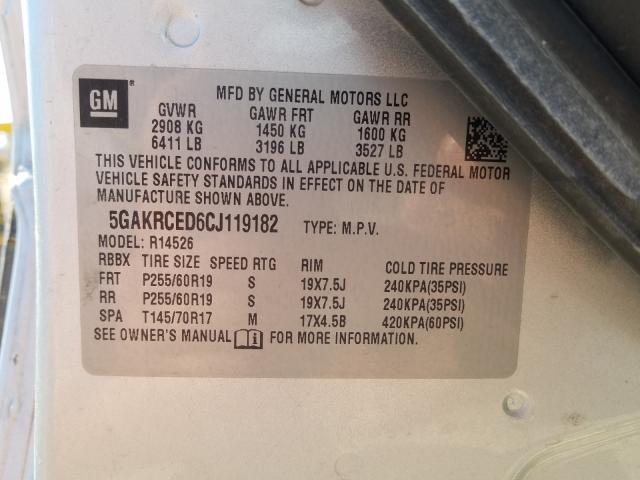 GM
MFD BY GENERAL MOTORS LLC
GVWR GAWR FRT GAWR RR
2908 KG 1450 KG 1600 KG
6411 LB 3196 LB 3527 LB
THIS VEHICLE CONFORMS TO ALL APPLICABLE U.S. FEDERAL MOTOR
VEHICLE SAFETY STANDARDS IN EFFECT ON THE DATE OF
MANUFACTURE SHOWN ABOVE.
5GAKRCED6CJ119182 TYPE: M.P.V.
MODEL: R14526
RBBX TIRE SIZE SPEED RTG RIM COLD TIRE PRESSURE
FRT P255/60R19 S 19X7.5J 240KPA(35PSI)
RR P255/60R19 S 19X7.5J 240KPA(35PSI)
SPA T145/70R17 M 17X4.5B 420KPA(60PSI)
SEE OWNER'S MANUAL i FOR MORE INFORMATION.